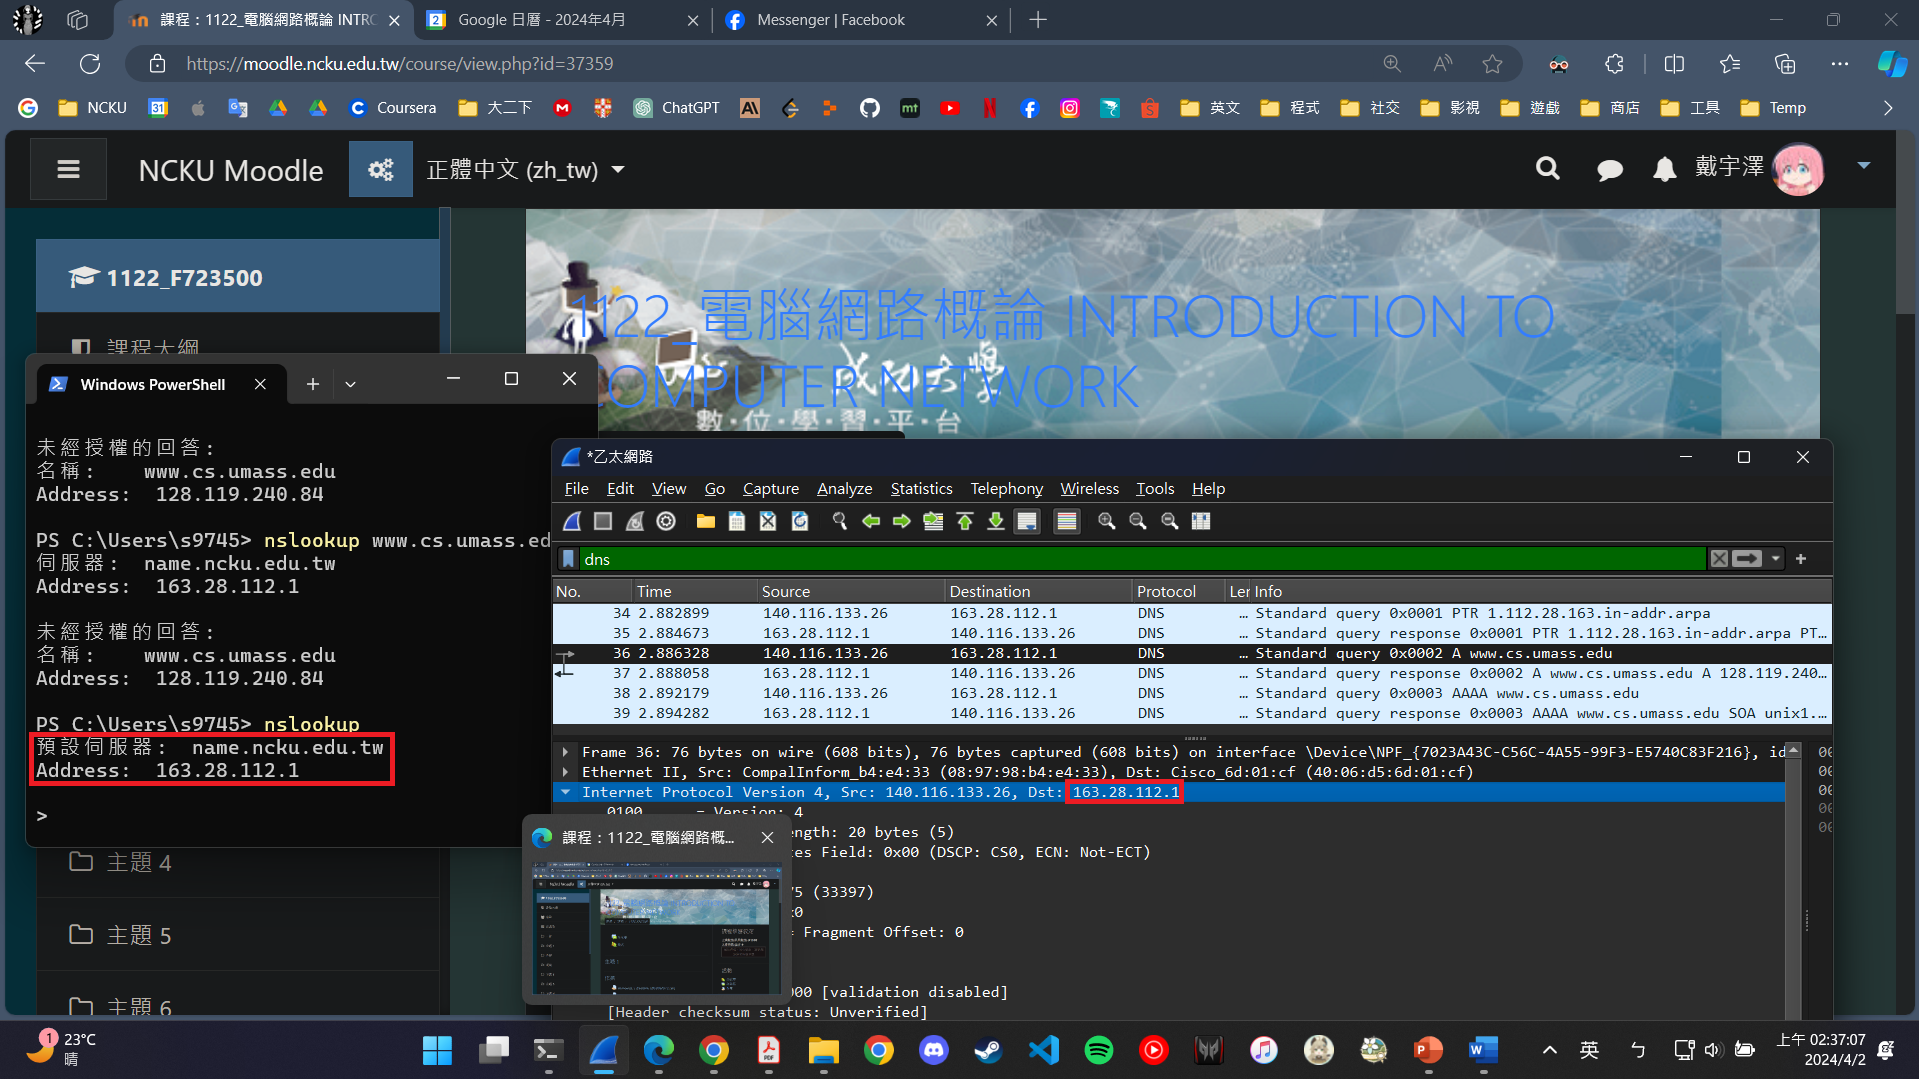 課程：1122_電腦網路概論 INTRO
Google 日曆 - 2024年4月
Messenger | Facebook
https://moodle.ncku.edu.tw/course/view.php?id=37359
NCKU
31
Coursera
大二下
ChatGPT
英文
程式
社交
影視
遊戲
商店
工具
Temp
NCKU Moodle
正體中文 (zh_tw)
戴宇澤
1122_F723500
課程大綱
1122_電腦網路概論 INTRODUCTION TO
COMPUTER NETWORK
數·位·學·習·平·台
Windows PowerShell
未經授權的回答:
名稱:    www.cs.umass.edu
Address:  128.119.240.84
PS C:\Users\s9745> nslookup www.cs.umass.ed
伺服器:  name.ncku.edu.tw
Address:  163.28.112.1
未經授權的回答:
名稱:    www.cs.umass.edu
Address:  128.119.240.84
PS C:\Users\s9745> nslookup
預設伺服器:  name.ncku.edu.tw
Address:  163.28.112.1
>
主題 4
主題 5
主題 6
*乙太網路
File Edit View Go Capture Analyze Statistics Telephony Wireless Tools Help
dns
No. Time Source Destination Protocol Ler Info
34 2.882899 140.116.133.26 163.28.112.1 DNS … Standard query 0x0001 PTR 1.112.28.163.in-addr.arpa
35 2.884673 163.28.112.1 140.116.133.26 DNS … Standard query response 0x0001 PTR 1.112.28.163.in-addr.arpa PT…
36 2.886328 140.116.133.26 163.28.112.1 DNS … Standard query 0x0002 A www.cs.umass.edu
37 2.888058 163.28.112.1 140.116.133.26 DNS … Standard query response 0x0002 A www.cs.umass.edu A 128.119.240…
38 2.892179 140.116.133.26 163.28.112.1 DNS … Standard query 0x0003 AAAA www.cs.umass.edu
39 2.894282 163.28.112.1 140.116.133.26 DNS … Standard query response 0x0003 AAAA www.cs.umass.edu SOA unix1.…
Frame 36: 76 bytes on wire (608 bits), 76 bytes captured (608 bits) on interface \Device\NPF_{7023A43C-C56C-4A55-99F3-E5740C83F216}, id
Ethernet II, Src: CompalInform_b4:e4:33 (08:97:98:b4:e4:33), Dst: Cisco_6d:01:cf (40:06:d5:6d:01:cf)
Internet Protocol Version 4, Src: 140.116.133.26, Dst: 163.28.112.1
0100 .... = Version: 4
ength: 20 bytes (5)
es Field: 0x00 (DSCP: CS0, ECN: Not-ECT)
75 (33397)
x0
= Fragment Offset: 0
000 [validation disabled]
[Header checksum status: Unverified]
課程：1122_電腦網路概...
23°C
晴
英
上午 02:37:07
2024/4/2